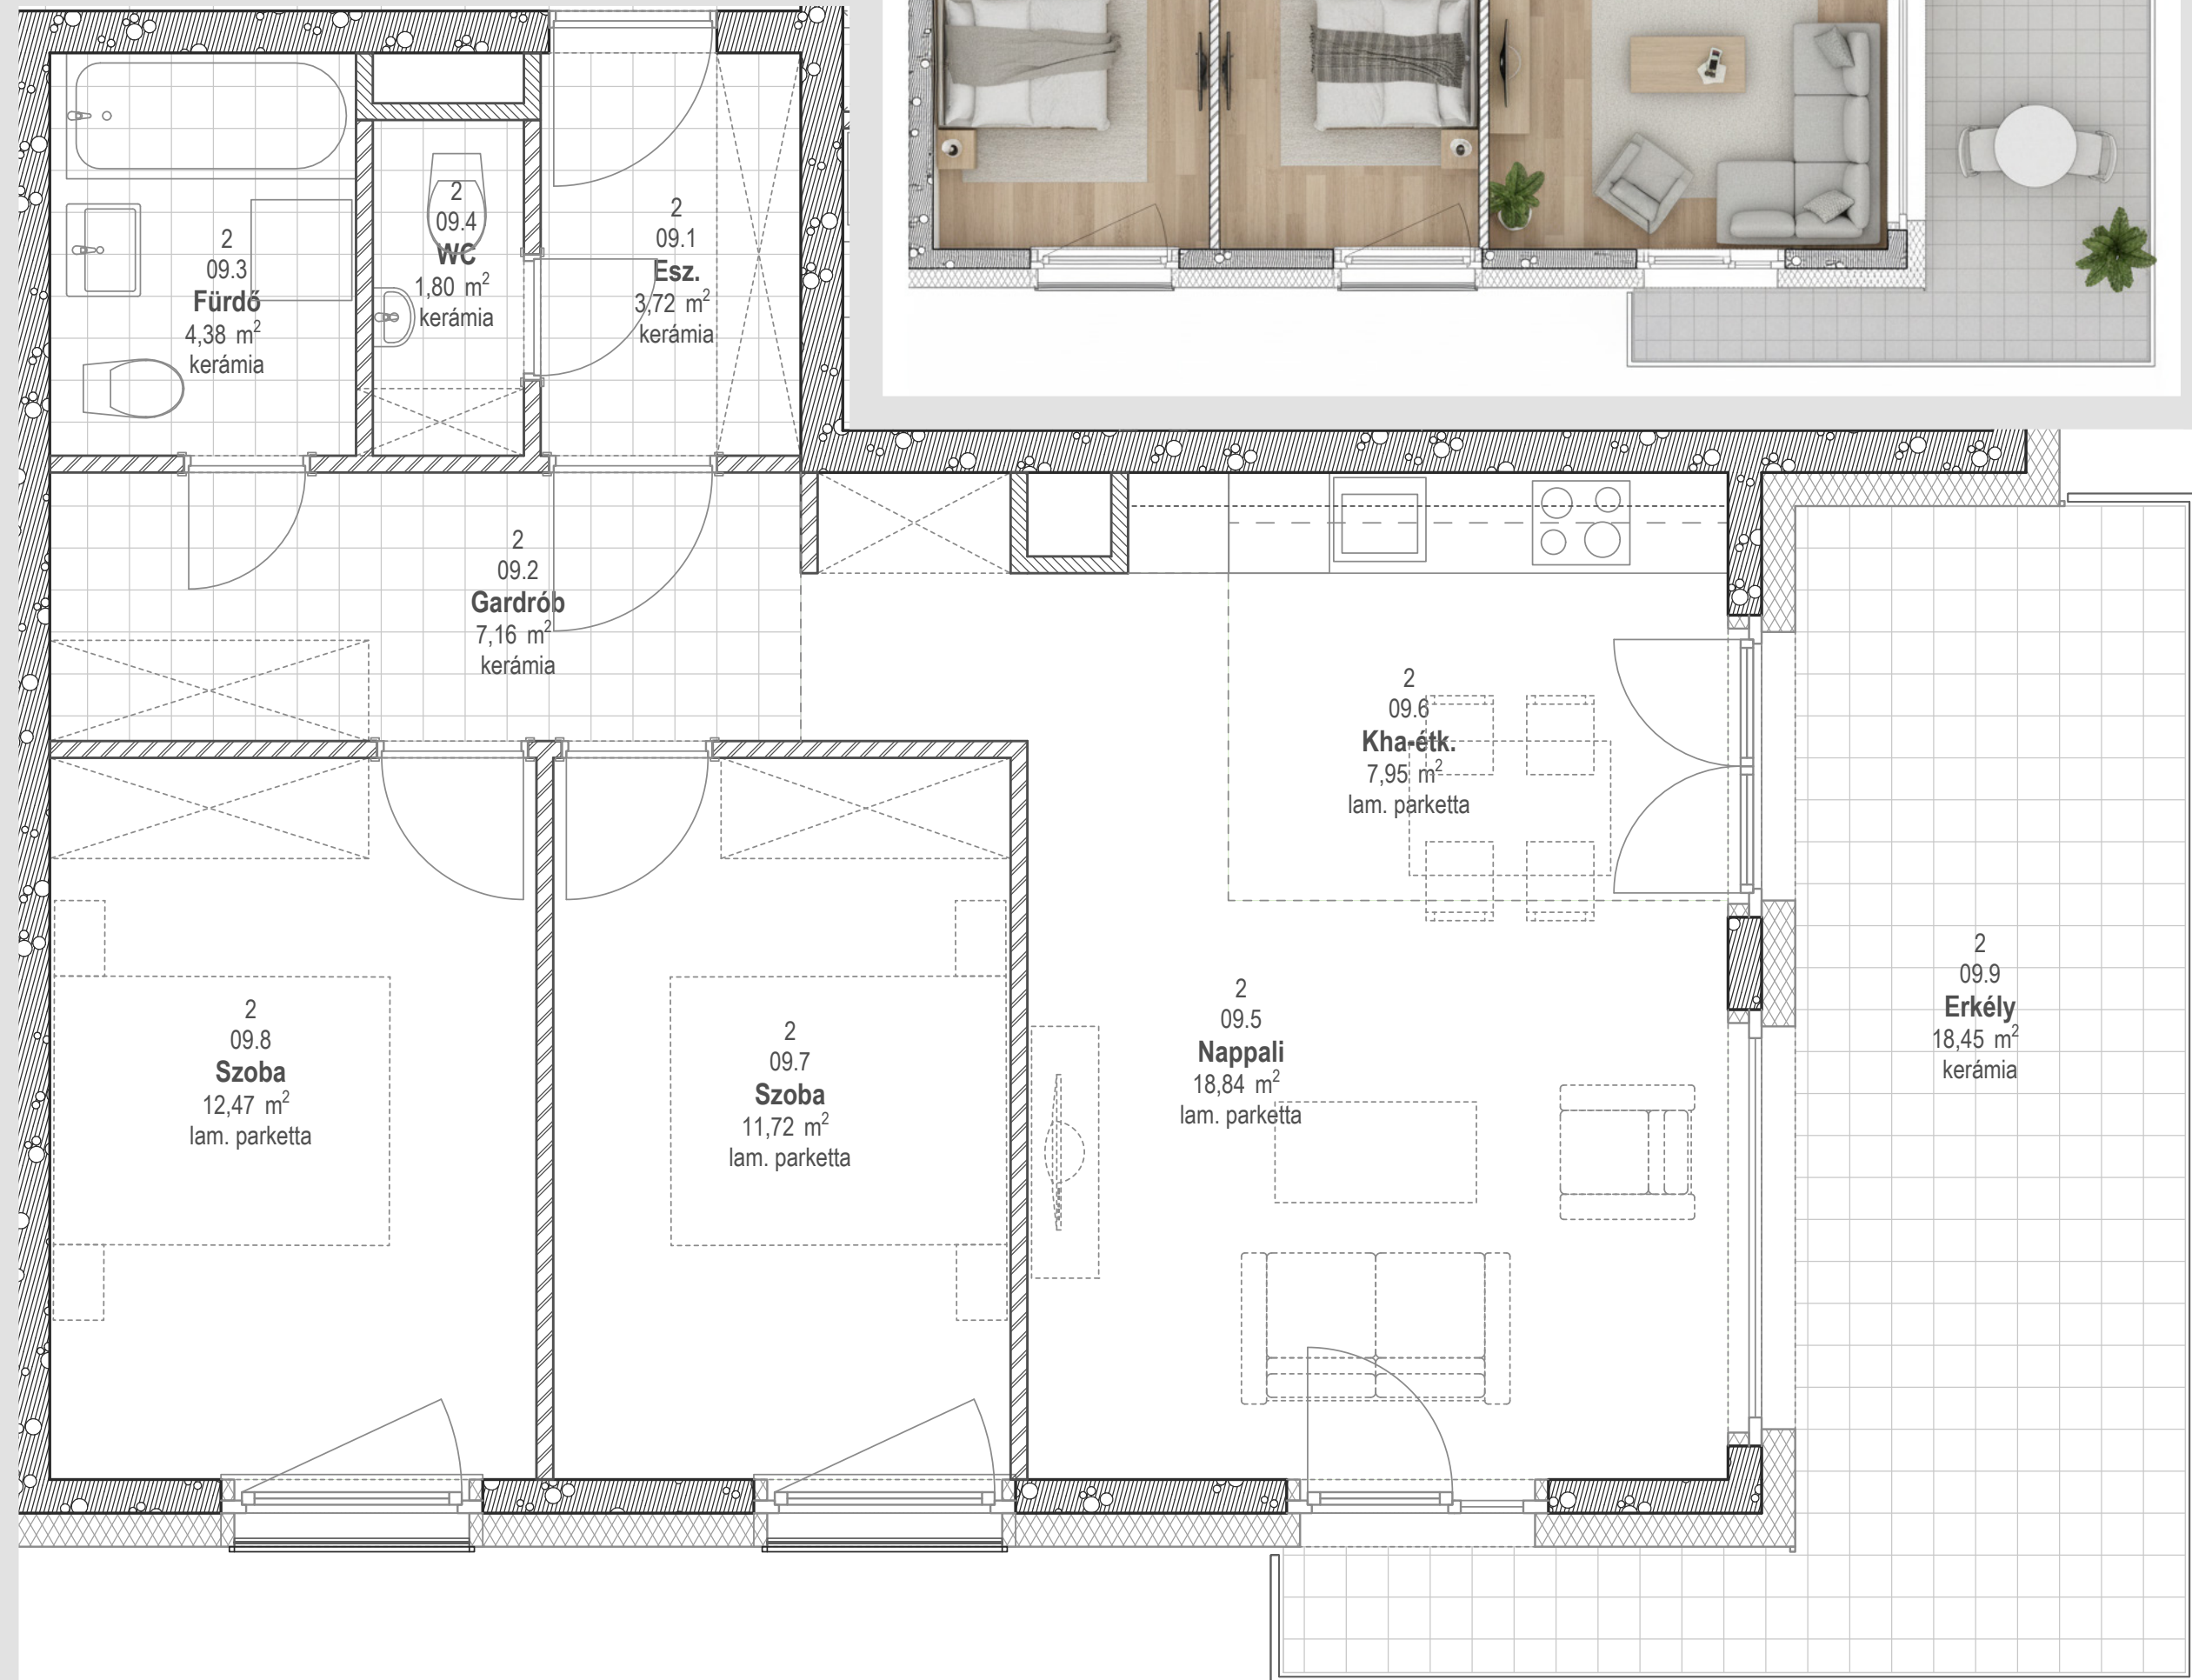 2
09.3
Fürdő
4,38 m²
kerámia
2
09.4
WC
1,80 m²
kerámia
2
09.1
Esz.
3,72 m²
kerámia
2
09.2
Gardrób
7,16 m²
kerámia
2
09.6
Kha-étk.
7,95 m²
lam. parketta
2
09.8
Szoba
12,47 m²
lam. parketta
2
09.7
Szoba
11,72 m²
lam. parketta
2
09.5
Nappali
18,84 m²
lam. parketta
2
09.9
Erkély
18,45 m²
kerámia